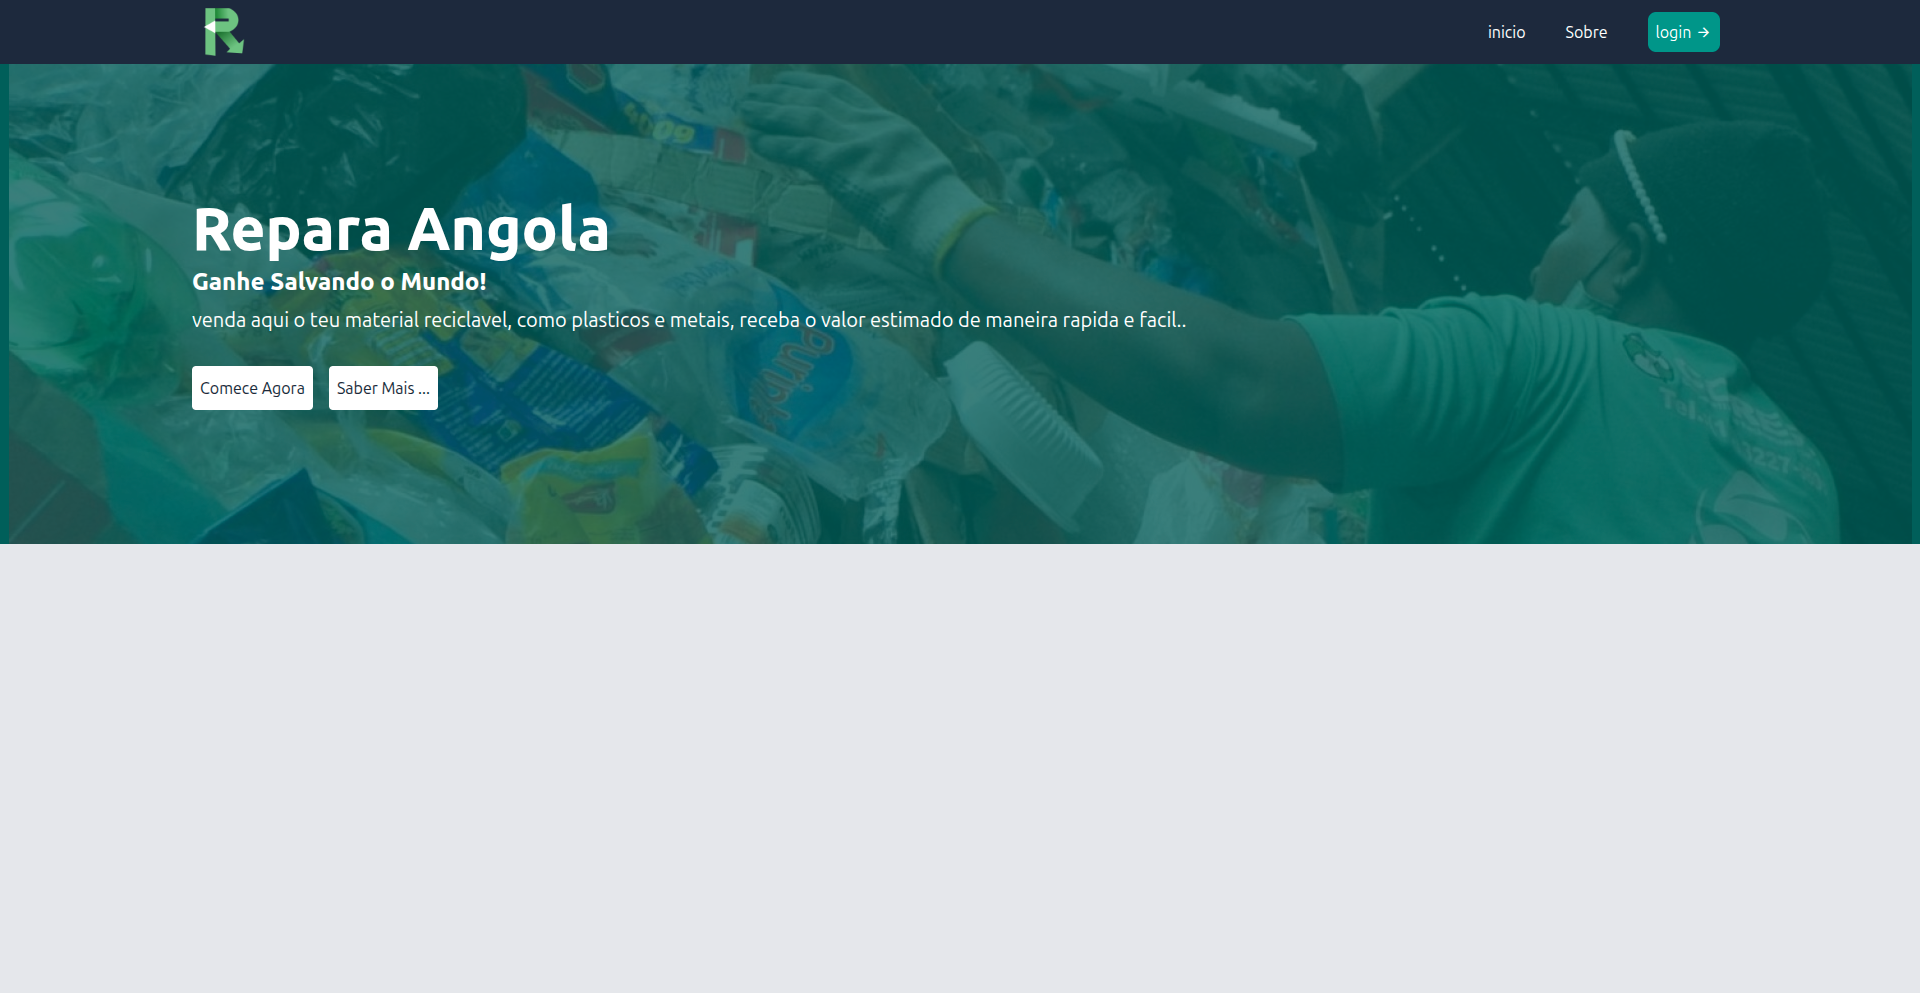 R
inicio Sobre login →
400g
Repara Angola
Ganhe Salvando o Mundo!
venda aqui o teu material reciclavel, como plasticos e metais, receba o valor estimado de maneira rapida e facil..
Comece Agora Saber Mais ...